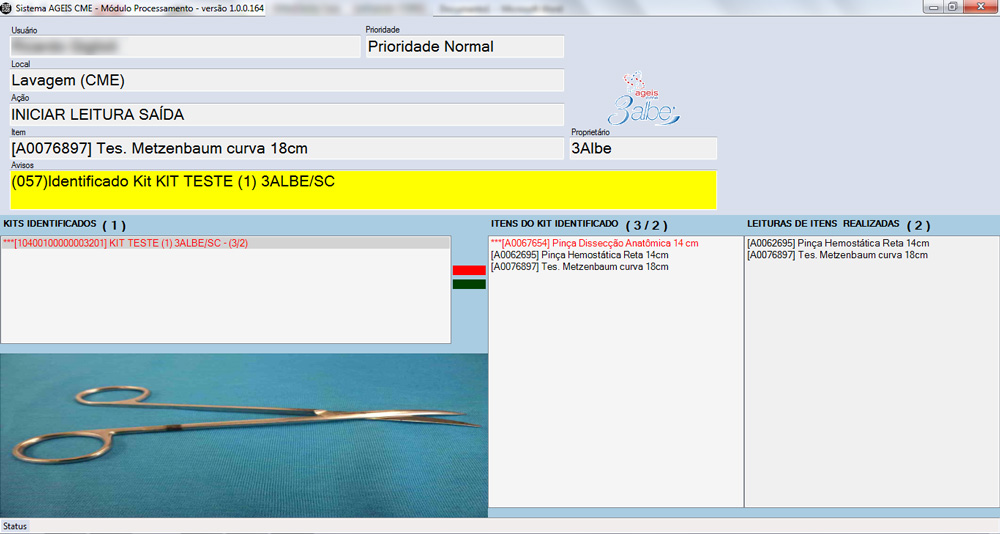 Sistema AGEIS CME - Módulo Processamento - versão 1.0.0.164
Usuário
Prioridade
Prioridade Normal
Local
Lavagem (CME)
Ação
INICIAR LEITURA SAÍDA
ageis
3albe
Item
[A0076897] Tes. Metzenbaum curva 18cm
Proprietário
3Albe
Avisos
(057)Identificado Kit KIT TESTE (1) 3ALBE/SC
KITS IDENTIFICADOS ( 1 )
***[10400100000003201] KIT TESTE (1) 3ALBE/SC - (3/2)
ITENS DO KIT IDENTIFICADO ( 3 / 2 )
***[A0067654] Pinça Dissecção Anatômica 14 cm
[A0062695] Pinça Hemostática Reta 14cm
[A0076897] Tes. Metzenbaum curva 18cm
LEITURAS DE ITENS REALIZADAS ( 2 )
[A0062695] Pinça Hemostática Reta 14cm
[A0076897] Tes. Metzenbaum curva 18cm
Status